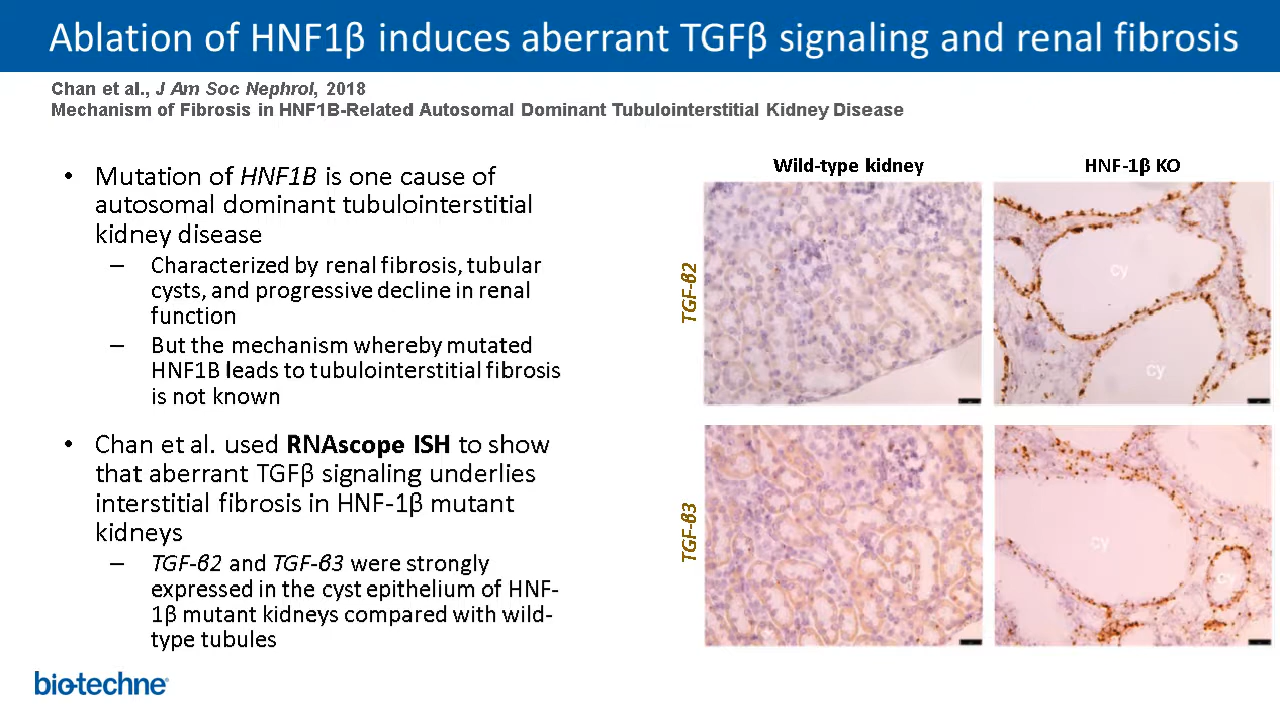 Ablation of HNF1β induces aberrant TGFβ signaling and renal fibrosis
Chan et al., J Am Soc Nephrol, 2018
Mechanism of Fibrosis in HNF1B-Related Autosomal Dominant Tubulointerstitial Kidney Disease
• Mutation of HNF1B is one cause of
autosomal dominant tubulointerstitial
kidney disease
– Characterized by renal fibrosis, tubular
cysts, and progressive decline in renal
function
– But the mechanism whereby mutated
HNF1B leads to tubulointerstitial fibrosis
is not known
• Chan et al. used RNAscope ISH to show
that aberrant TGFβ signaling underlies
interstitial fibrosis in HNF-1β mutant
kidneys
– TGF-β2 and TGF-β3 were strongly
expressed in the cyst epithelium of HNF-
1β mutant kidneys compared with wild-
type tubules
Wild-type kidney
HNF-1β KO
TGF-β2
cy
cy
TGF-β3
cy
cy
bio-techne®